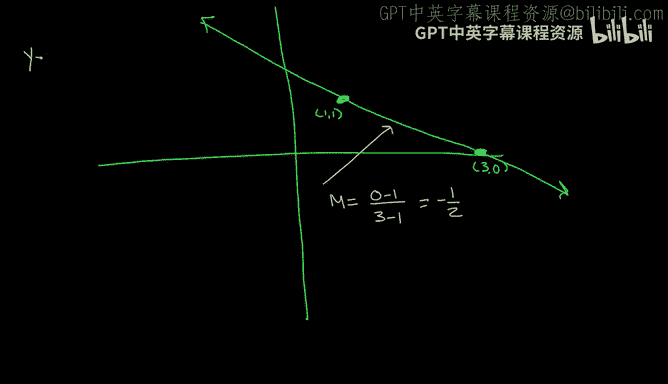 GPT中英字幕课程资源@bilibili.com
GPT中英字幕课程资源 bilibili
y-
(1,1)
(3,0)
M= 0-1/3-1 = -1/2